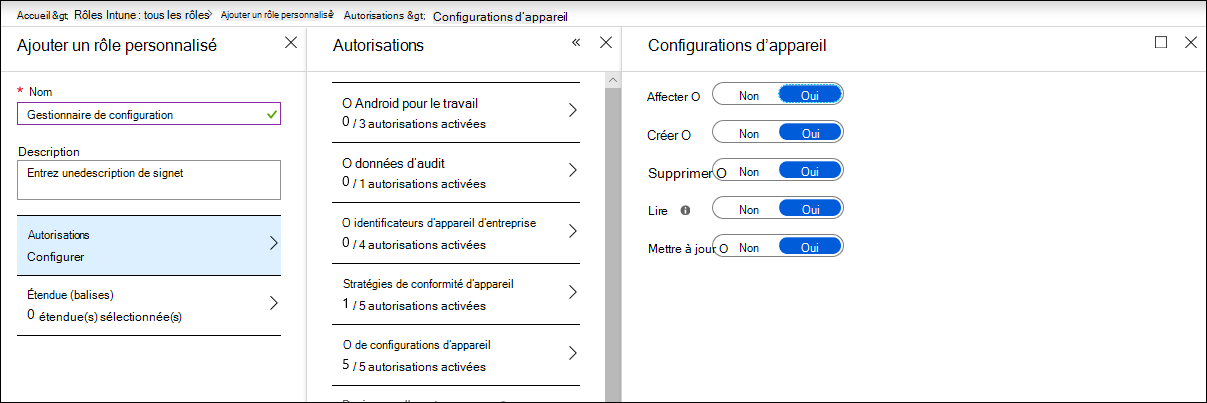 Accueil &gt Rôles Intune : tous les rôles Ajouter un rôle personnalisé Autorisations &gt; Configurations d'appareil
Ajouter un rôle personnalisé
* Nom
Gestionnaire de configuration
Description
Entrez unedescription de signet
Autorisations
Configurer
Étendue (balises)
0 étendue(s) sélectionnée(s)
Autorisations
O Android pour le travail
0 / 3 autorisations activées
O données d'audit
0 / 1 autorisations activées
O identificateurs d'appareil d'entreprise
0 / 4 autorisations activées
Stratégies de conformité d'appareil
1 / 5 autorisations activées
O de configurations d'appareil
5 / 5 autorisations activées
Configurations d'appareil
Affecter O Non Oui
Créer O Non Oui
Supprimer O Non Oui
Lire Non Oui
Mettre à jour O Non Oui